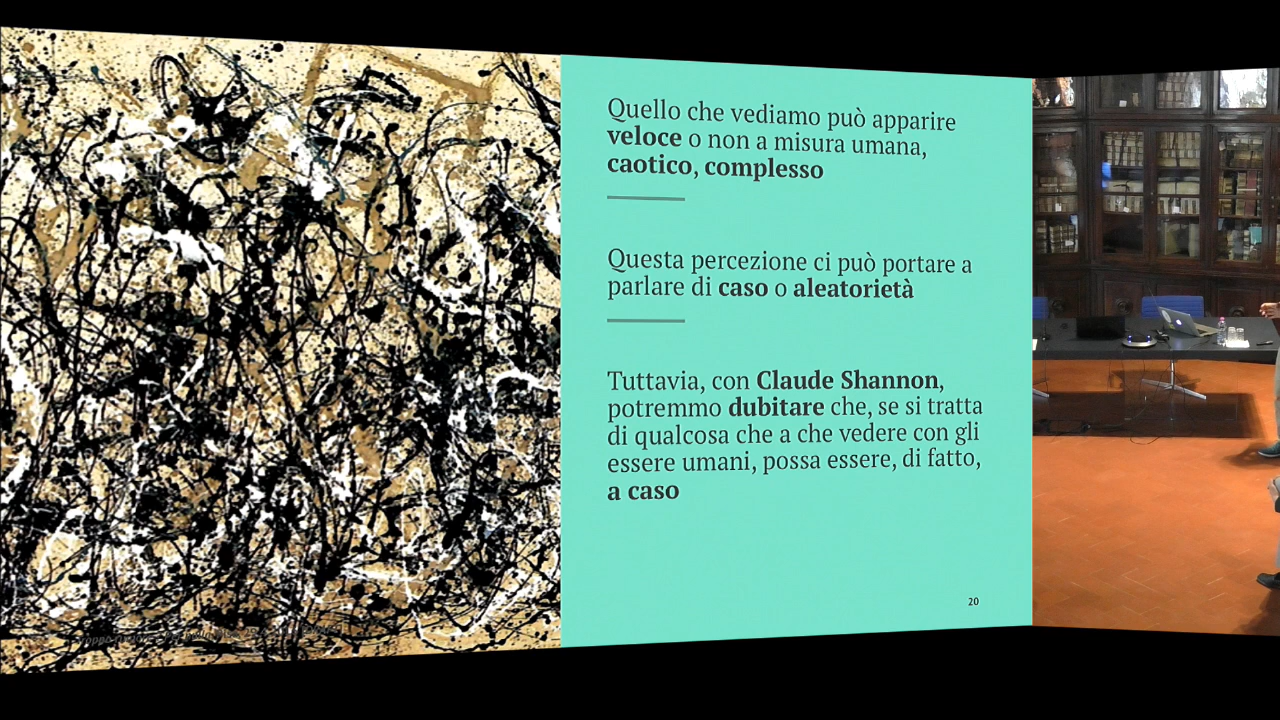 Quello che vediamo può apparire
veloce o non a misura umana,
caotico, complesso
Questa percezione ci può portare a
parlare di caso o aleatorietà
Tuttavia, con Claude Shannon,
potremmo dubitare che, se si tratta
di qualcosa che a che vedere con gli
essere umani, possa essere, di fatto,
a caso
20